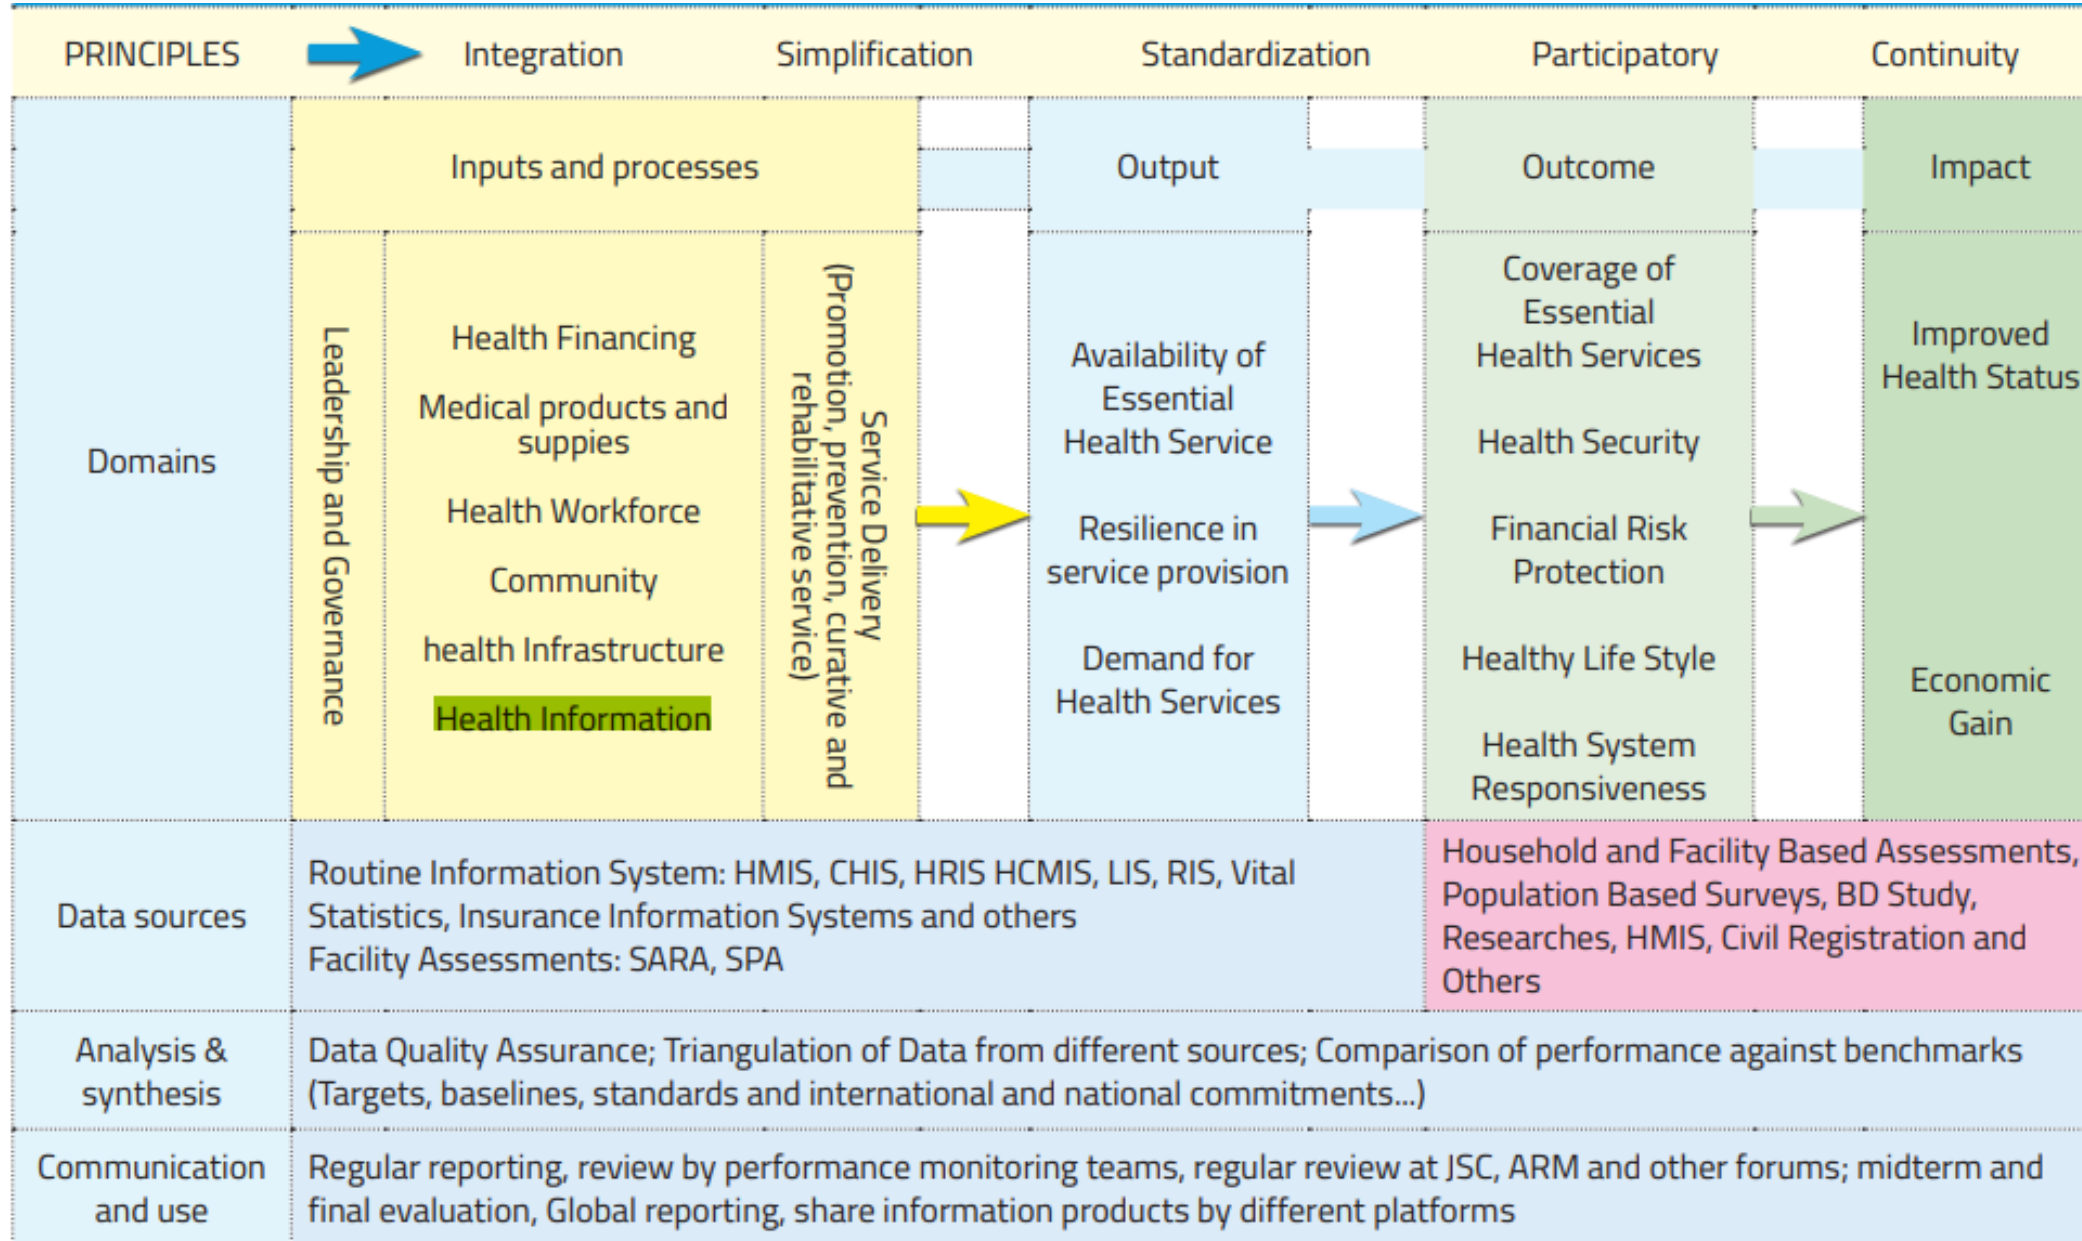 PRINCIPLES Integration Simplification Standardization Participatory Continuity
Inputs and processes Output Outcome Impact
Domains
Leadership and Governance
Health Financing
Medical products and
suppies
Health Workforce
Community
health Infrastructure
Health Information
Service Delivery
(Promotion, prevention, curative and
rehabilitative service)
Availability of
Essential
Health Service
Resilience in
service provision
Demand for
Health Services
Coverage of
Essential
Health Services
Health Security
Financial Risk
Protection
Healthy Life Style
Health System
Responsiveness
Improved
Health Status
Economic
Gain
Data sources
Routine Information System: HMIS, CHIS, HRIS HCMIS, LIS, RIS, Vital
Statistics, Insurance Information Systems and others
Facility Assessments: SARA, SPA
Household and Facility Based Assessments,
Population Based Surveys, BD Study,
Researches, HMIS, Civil Registration and
Others
Analysis &
synthesis
Data Quality Assurance; Triangulation of Data from different sources; Comparison of performance against benchmarks
(Targets, baselines, standards and international and national commitments...)
Communication
and use
Regular reporting, review by performance monitoring teams, regular review at JSC, ARM and other forums; midterm and
final evaluation, Global reporting, share information products by different platforms